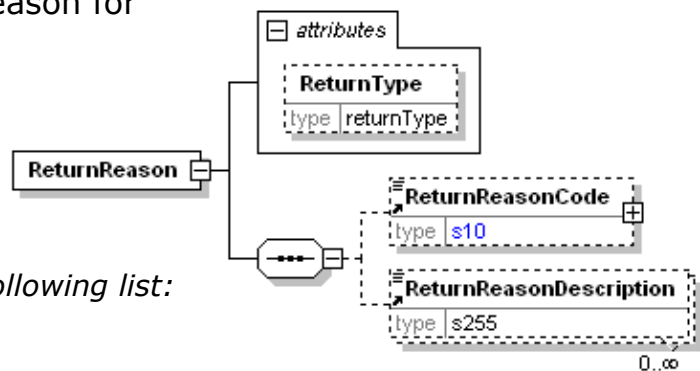 eason for
attributes
ReturnType
type returnType
ReturnReason
ReturnReasonCode
type s10
ollowing list:
ReturnReasonDescription
type s255
0..∞